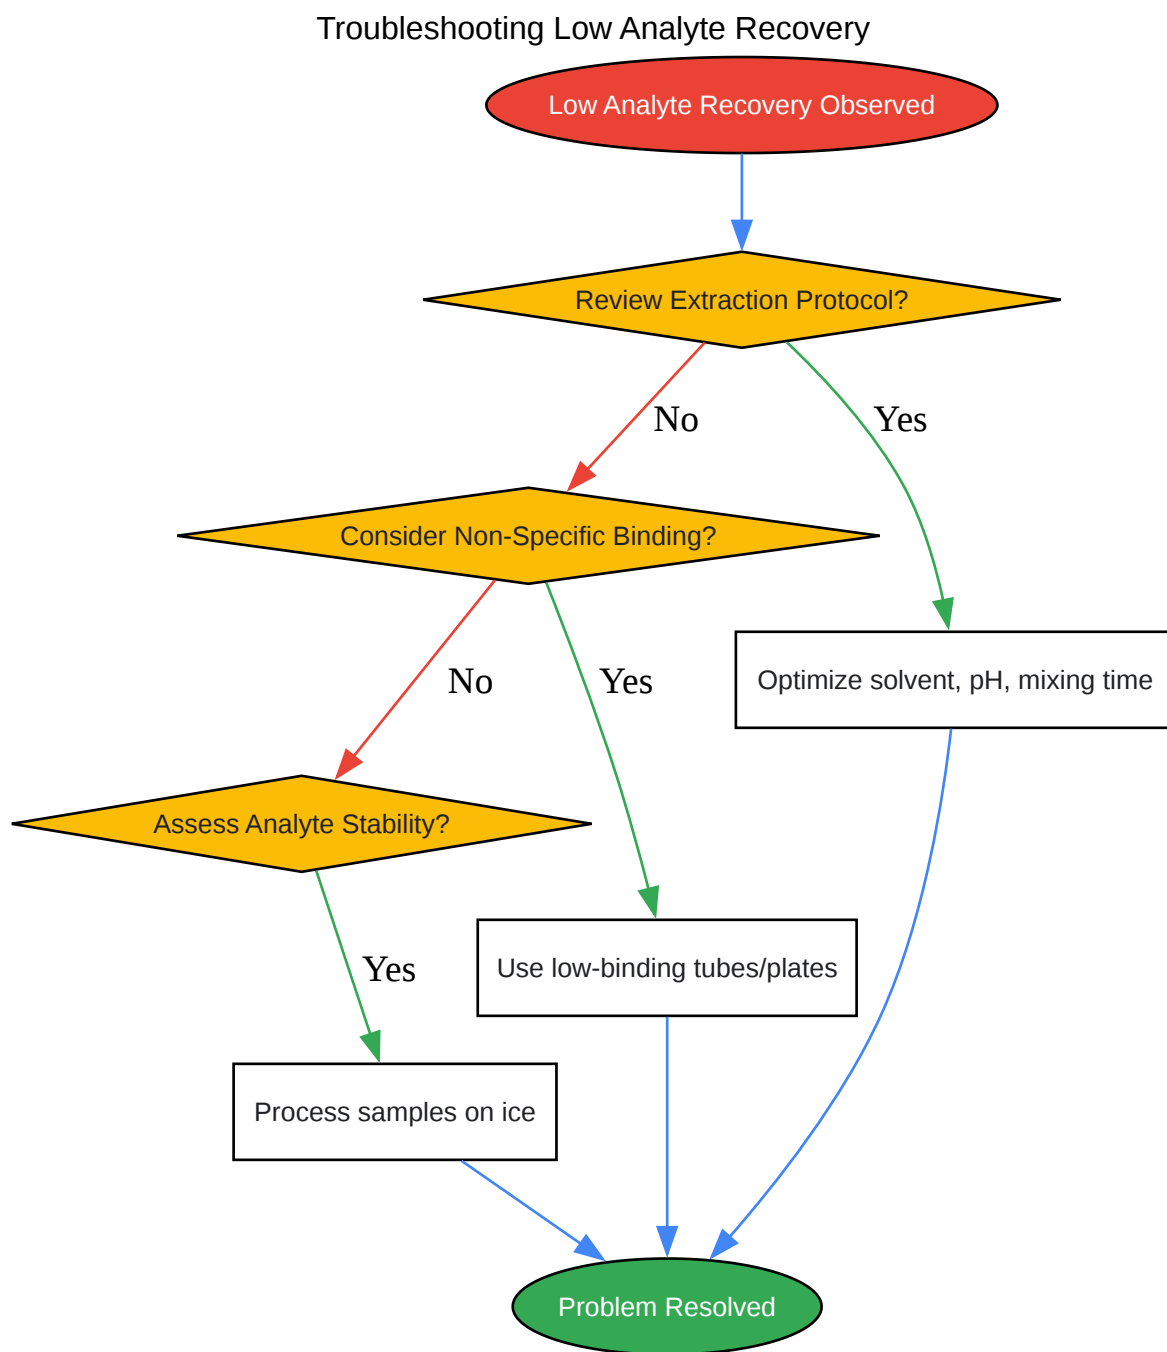 Troubleshooting Low Analyte Recovery
Low Analyte Recovery Observed
Review Extraction Protocol?
No
Yes
Consider Non-Specific Binding?
No
Yes
Optimize solvent, pH, mixing time
Assess Analyte Stability?
Yes
Use low-binding tubes/plates
Process samples on ice
Problem Resolved